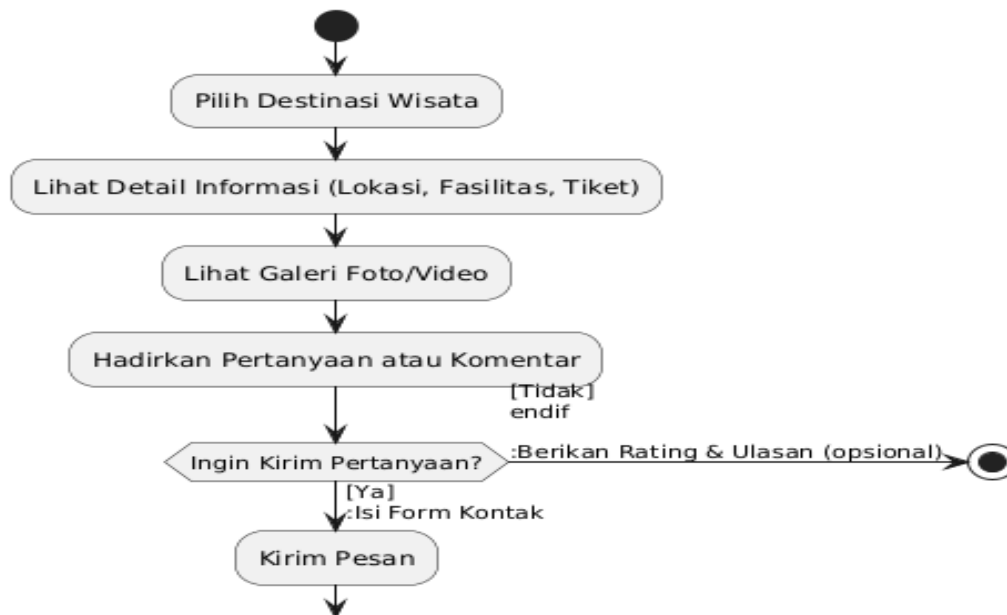 Pilih Destinasi Wisata
Lihat Detail Informasi (Lokasi, Fasilitas, Tiket)
Lihat Galeri Foto/Video
Hadirkan Pertanyaan atau Komentar
[Tidak]
endif
:Berikan Rating & Ulasan (opsional)
Ingin Kirim Pertanyaan?
[Ya]
:Isi Form Kontak
Kirim Pesan